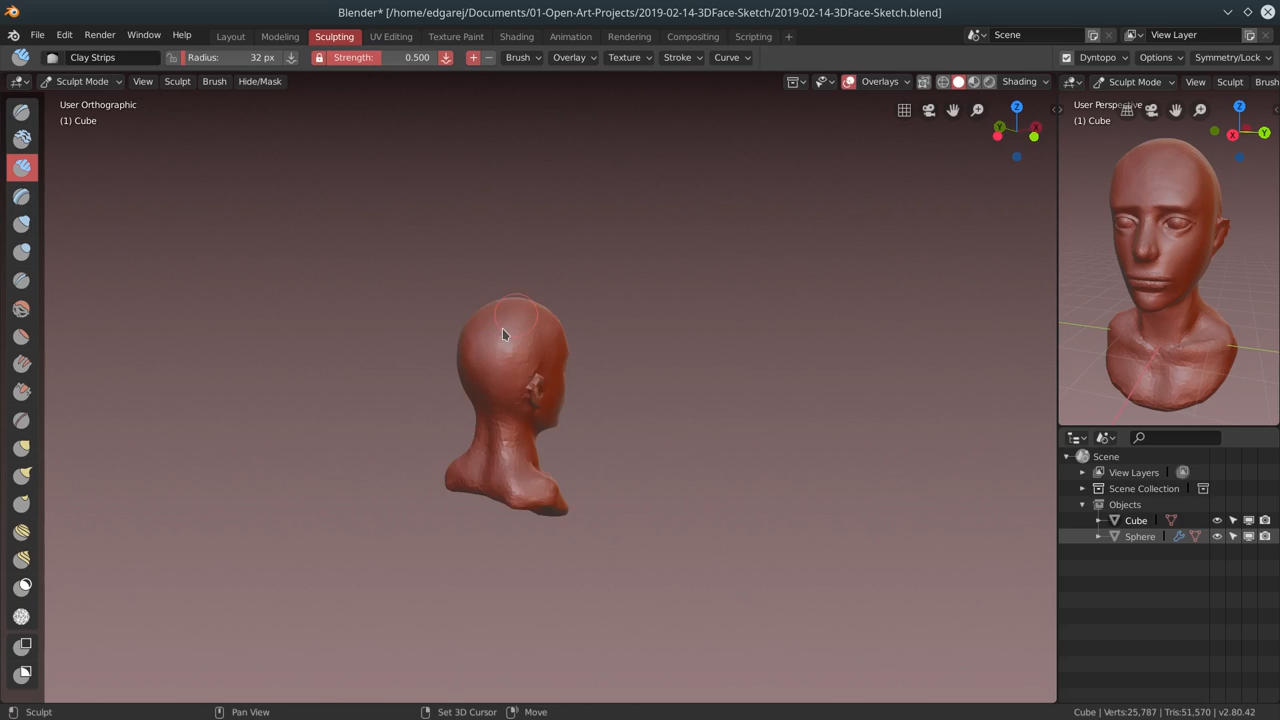 Blender* [/home/edgarej/Documents/01-Open-Art-Projects/2019-02-14-3DFace-Sketch/2019-02-14-3DFace-Sketch.blend]
File Edit Render Window Help Layout Modeling Sculpting UV Editing Texture Paint Shading Animation Rendering Compositing Scripting + Scene View Layer
Clay Strips Radius: 32 px Strength: 0.500 + − Brush Overlay Texture Stroke Curve Dyntopo Options Symmetry/Lock
Sculpt Mode View Sculpt Brush Hide/Mask Overlays Shading Sculpt Mode View Sculpt Brush
User Orthographic
(1) Cube
Z
Y
X
User Perspective
(1) Cube
Z
X
Y
Scene
View Layers
Scene Collection
Objects
Cube
Sphere
Sculpt Pan View Set 3D Cursor Move Cube | Verts:25,787 | Tris:51,570 | v2.80.42